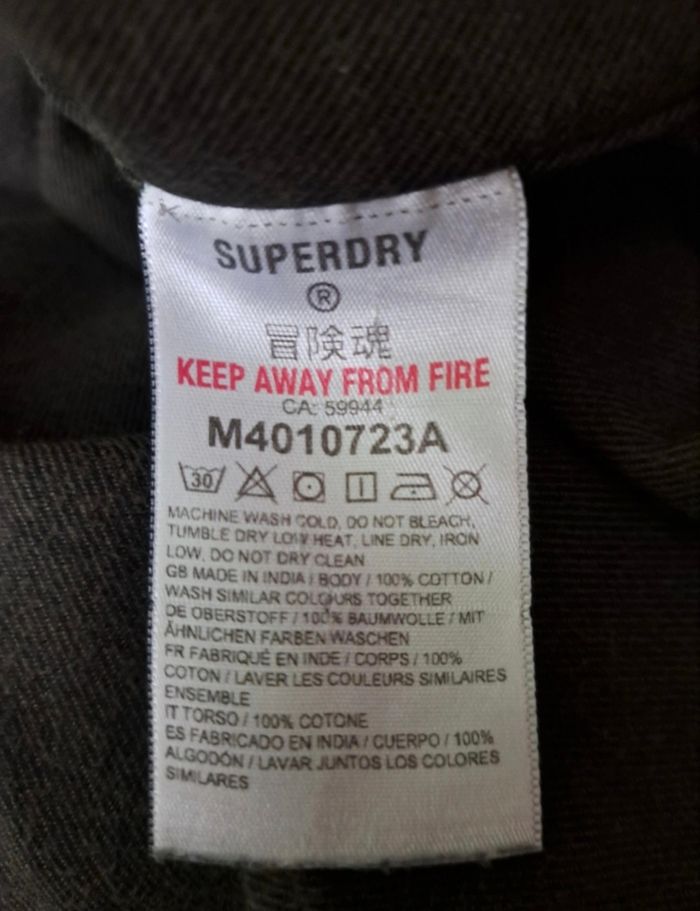 SUPERDRY
®
冒険魂
KEEP AWAY FROM FIRE
CA: 59944
M4010723A
30
MACHINE WASH COLD, DO NOT BLEACH,
TUMBLE DRY LOW HEAT, LINE DRY, IRON
LOW, DO NOT DRY CLEAN
GB MADE IN INDIA / BODY / 100% COTTON /
WASH SIMILAR COLOURS TOGETHER
DE OBERSTOFF / 100% BAUMWOLLE / MIT
ÄHNLICHEN FARBEN WASCHEN
FR FABRIQUÉ EN INDE / CORPS / 100%
COTON / LAVER LES COULEURS SIMILAIRES
ENSEMBLE
IT TORSO / 100% COTONE
ES FABRICADO EN INDIA / CUERPO / 100%
ALGODÓN / LAVAR JUNTOS LOS COLORES
SIMILARES